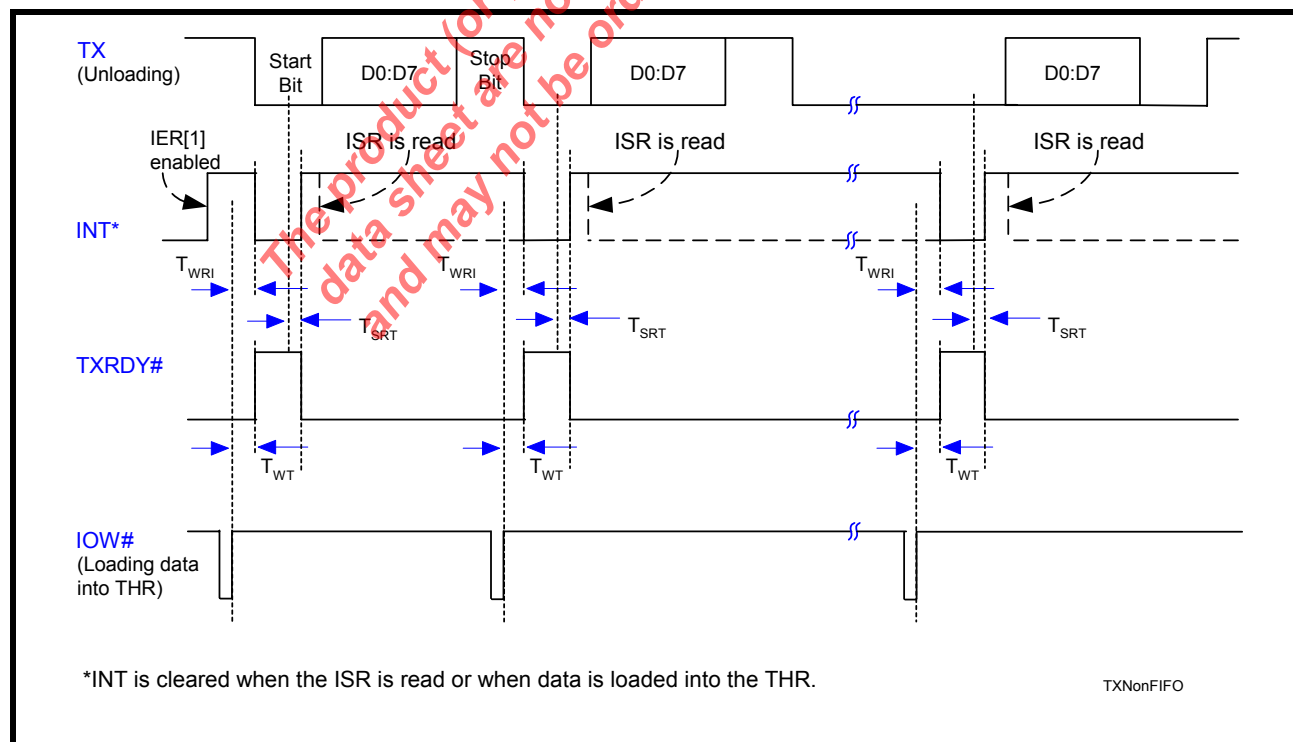 TX
(Unloading)
Start
Bit
D0:D7
Stop
Bit
D0:D7
D0:D7
IER[1]
enabled
ISR is read
ISR is read
ISR is read
INT*
TWRI
TWRI
TWRI
TSRT
TSRT
TSRT
TXRDY#
TWT
TWT
TWT
IOW#
(Loading data
into THR)
*INT is cleared when the ISR is read or when data is loaded into the THR.
TXNonFIFO
The product (or
data sheet are no
and may not be ord